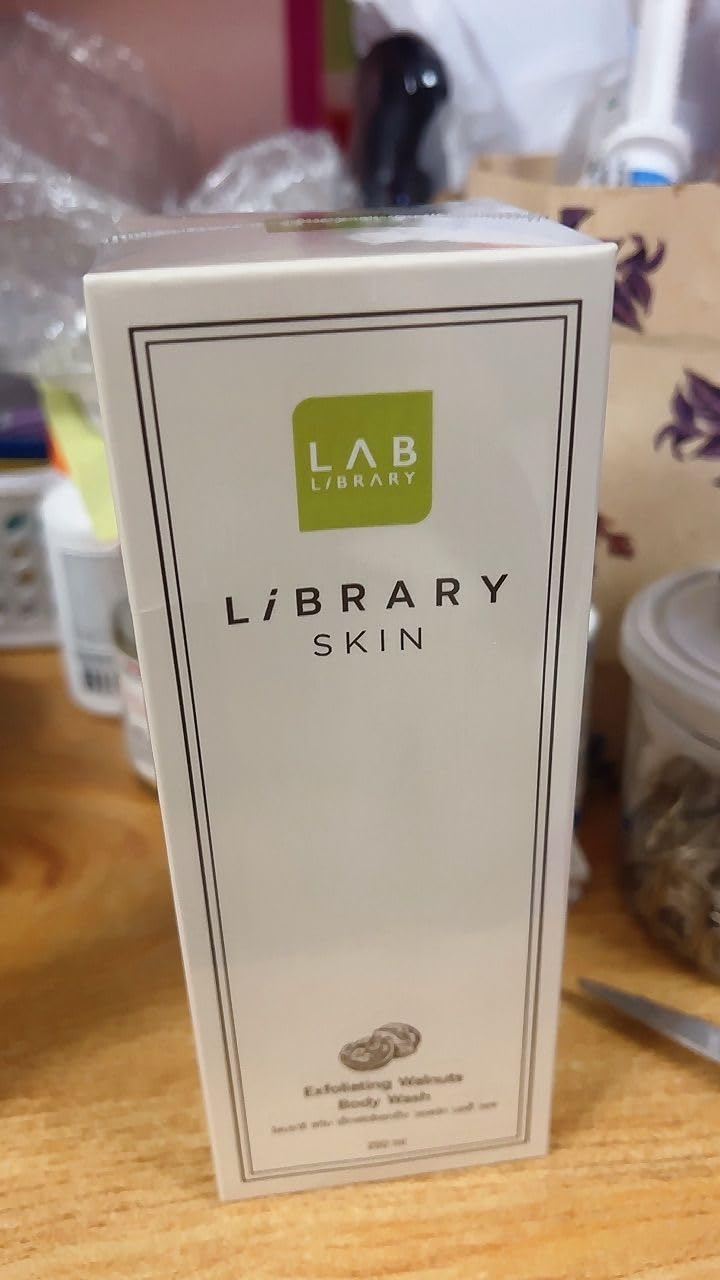 LAB
LiBRARY
LiBRARY
SKIN
Exfoliating Walnuts
Body Wash